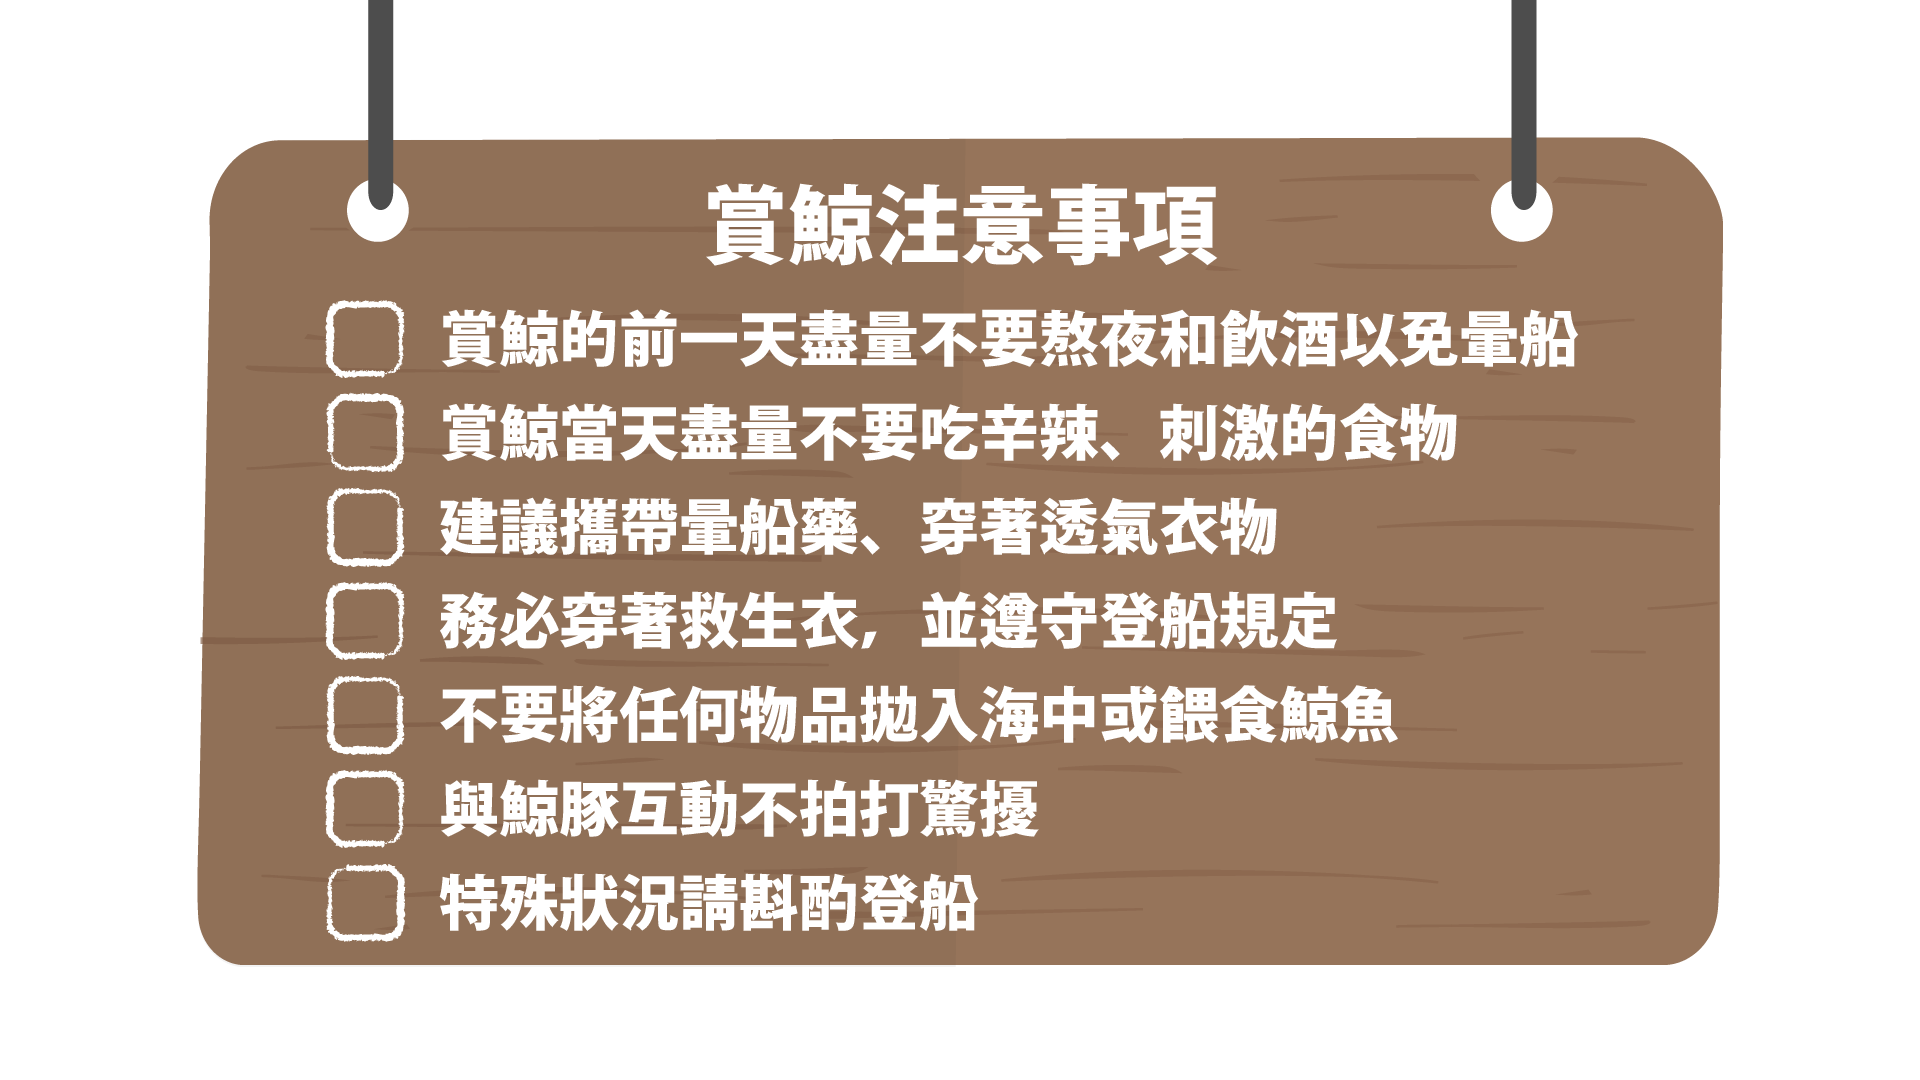 賞鯨注意事項
賞鯨的前一天盡量不要熬夜和飲酒以免暈船
賞鯨當天盡量不要吃辛辣、刺激的食物
建議攜帶暈船藥、穿著透氣衣物
務必穿著救生衣，並遵守登船規定
不要將任何物品拋入海中或餵食鯨魚
與鯨豚互動不拍打驚擾
特殊狀況請斟酌登船